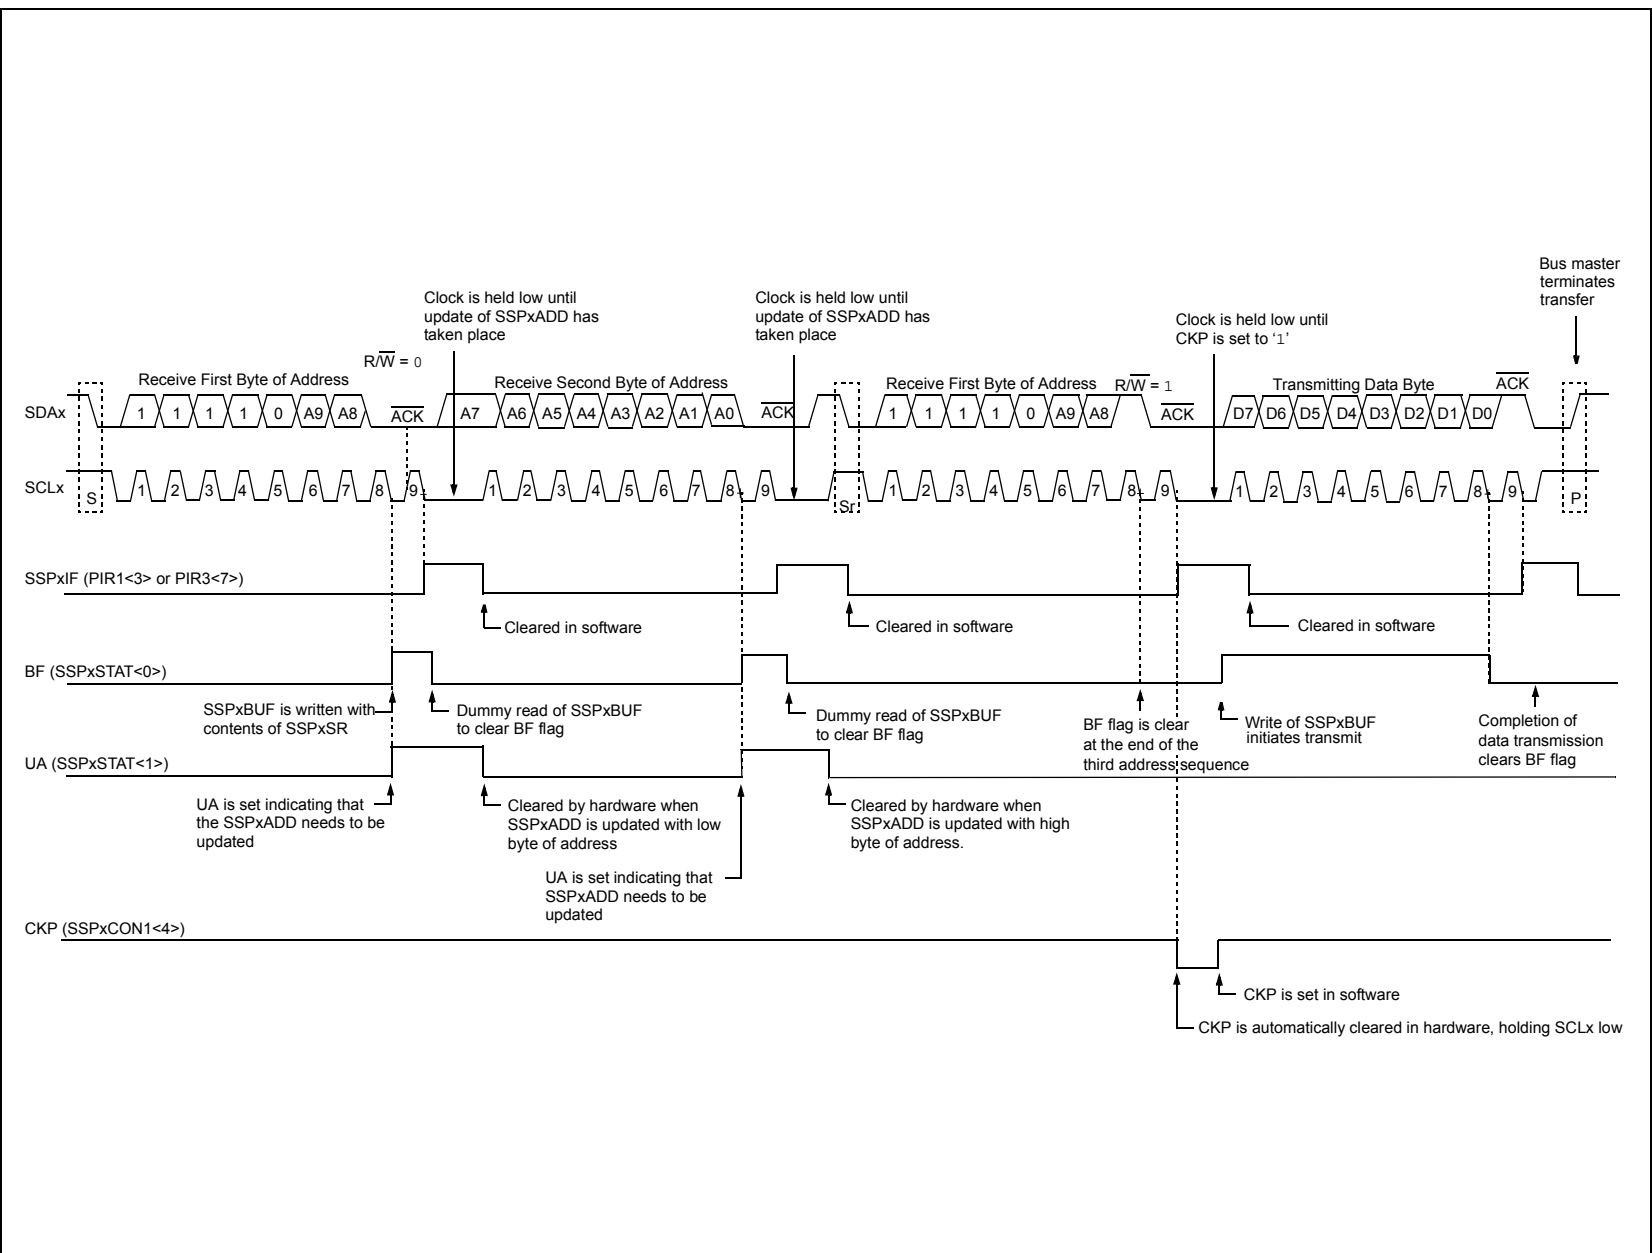 Bus master
terminates
transfer
Clock is held low until
update of SSPxADD has
taken place
Clock is held low until
update of SSPxADD has
taken place
Clock is held low until
CKP is set to ‘1’
R/W = 0
Receive First Byte of Address
Receive Second Byte of Address
Receive First Byte of Address
R/W = 1
Transmitting Data Byte
ACK
SDAx
1 1 1 1 0 A9 A8
ACK
A7 A6 A5 A4 A3 A2 A1 A0
ACK
1 1 1 1 0 A9 A8
ACK
D7 D6 D5 D4 D3 D2 D1 D0
SCLx
S
1 2 3 4 5 6 7 8 9
1 2 3 4 5 6 7 8 9
Sr
1 2 3 4 5 6 7 8 9
1 2 3 4 5 6 7 8 9
P
SSPxIF (PIR1<3> or PIR3<7>)
Cleared in software
Cleared in software
Cleared in software
BF (SSPxSTAT<0>)
SSPxBUF is written with
contents of SSPxSR
Dummy read of SSPxBUF
to clear BF flag
Dummy read of SSPxBUF
to clear BF flag
BF flag is clear
at the end of the
third address sequence
Write of SSPxBUF
initiates transmit
Completion of
data transmission
clears BF flag
UA (SSPxSTAT<1>)
UA is set indicating that
the SSPxADD needs to be
updated
Cleared by hardware when
SSPxADD is updated with low
byte of address
Cleared by hardware when
SSPxADD is updated with high
byte of address.
UA is set indicating that
SSPxADD needs to be
updated
CKP (SSPxCON1<4>)
CKP is set in software
CKP is automatically cleared in hardware, holding SCLx low